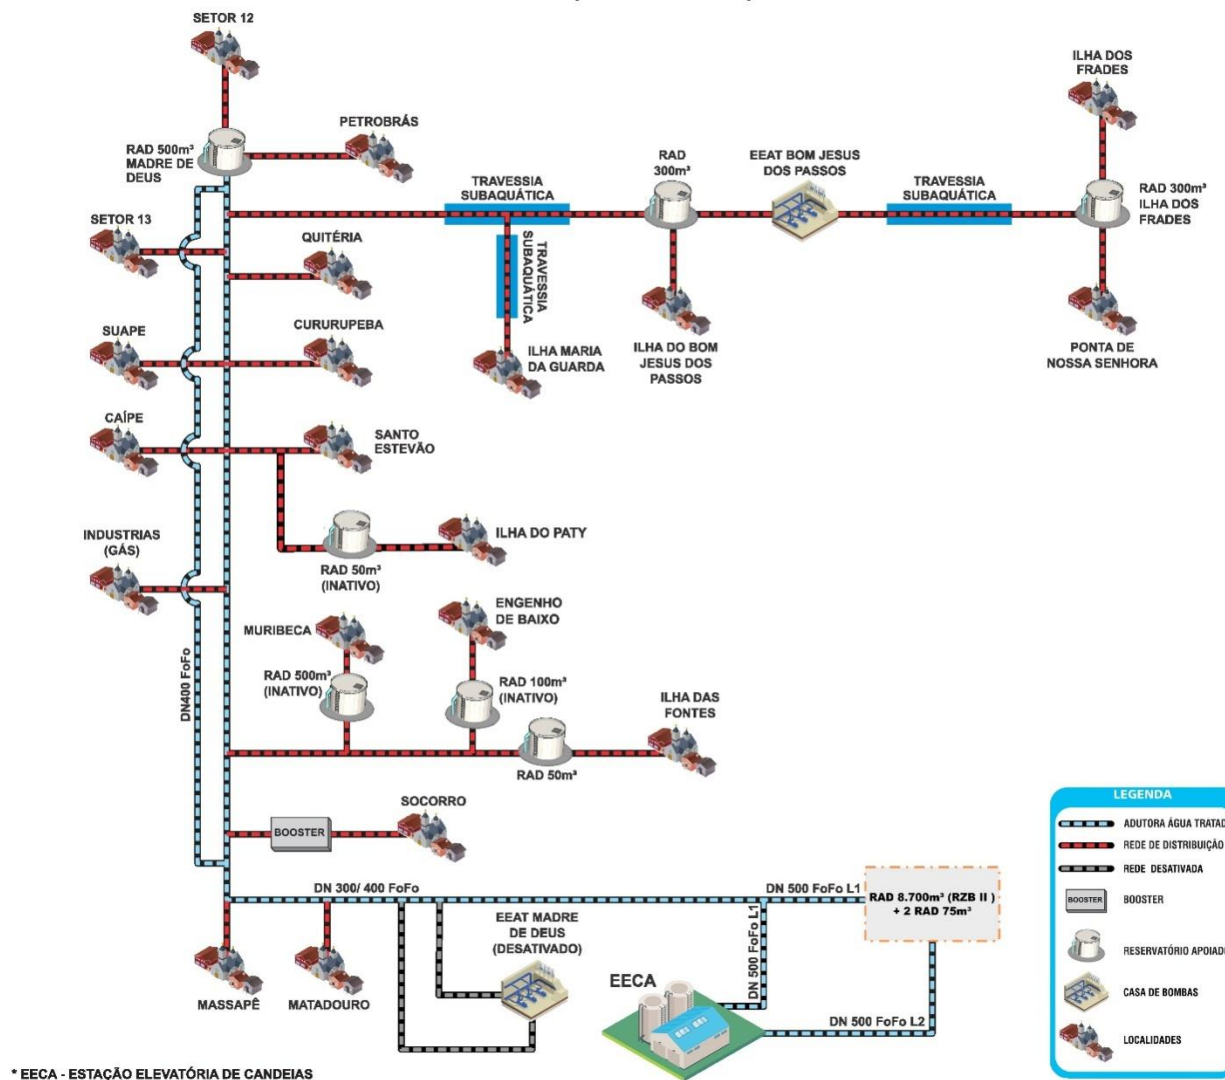 SETOR 12
PETROBRÁS
RAD 500m³
MADRE DE
DEUS
ILHA DOS
FRADES
RAD
300m³
EEAT BOM JESUS
DOS PASSOS
TRAVESSIA
SUBAQUÁTICA
TRAVESSIA
SUBAQUÁTICA
RAD 300m³
ILHA DOS
FRADES
SETOR 13
QUITÉRIA
TRAVESSIA
SUBAQUÁTICA
SUAPE
CURURUPEBA
ILHA MARIA
DA GUARDA
ILHA DO BOM
JESUS DOS
PASSOS
PONTA DE
NOSSA SENHORA
CAÍPE
SANTO
ESTEVÃO
INDUSTRIAS
(GÁS)
ILHA DO PATY
RAD 50m³
(INATIVO)
ENGENHO
DE BAIXO
MURIBECA
DN400 FoFo
RAD 500m³
(INATIVO)
RAD 100m³
(INATIVO)
ILHA DAS
FONTES
RAD 50m³
SOCORRO
BOOSTER
DN 300/ 400 FoFo
DN 500 FoFo L1
RAD 8.700m³ (RZB II )
+ 2 RAD 75m³
EEAT MADRE
DE DEUS
(DESATIVADO)
DN 500 FoFo L1
EECA
MASSAPÊ
MATADOURO
DN 500 FoFo L2
LEGENDA
ADUTORA ÁGUA TRATAD
REDE DE DISTRIBUIÇÃO
REDE DESATIVADA
BOOSTER
BOOSTER
RESERVATÓRIO APOIAD
CASA DE BOMBAS
LOCALIDADES
* EECA - ESTAÇÃO ELEVATÓRIA DE CANDEIAS